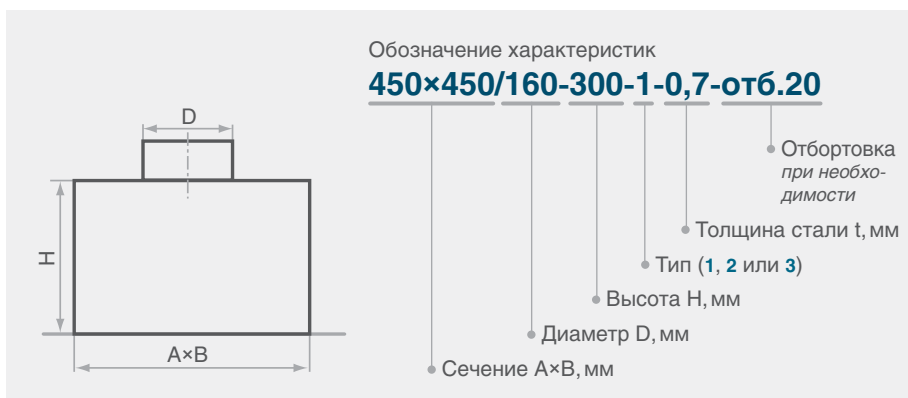 Обозначение характеристик
450×450/160-300-1-0,7-отб.20
D
H
A×B
Отбортовка
при необхо-
димости
Толщина стали t, мм
Тип (1, 2 или 3)
Высота H, мм
Диаметр D, мм
Сечение A×B, мм